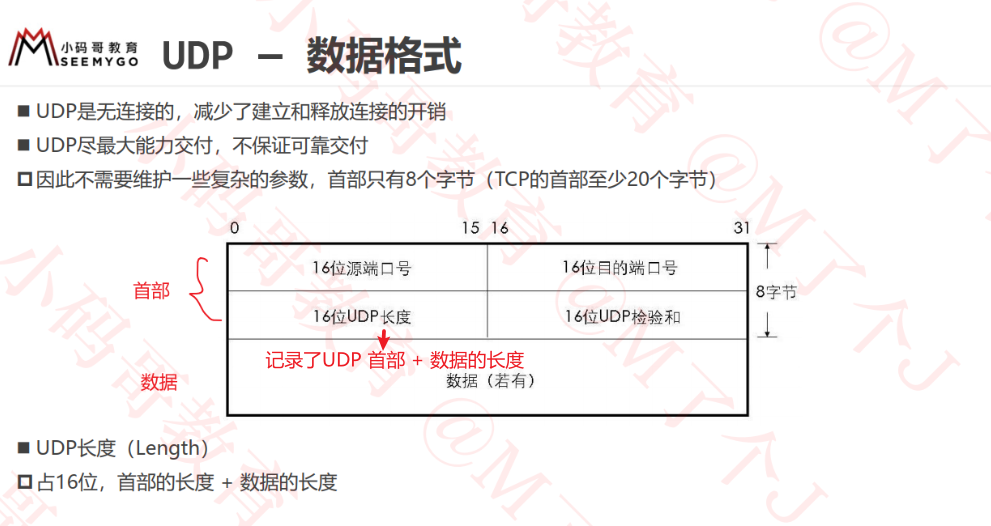 小码哥教育
SEEMYGO
UDP – 数据格式
■ UDP是无连接的，减少了建立和释放连接的开销
■ UDP尽最大能力交付，不保证可靠交付
因此不需要维护一些复杂的参数，首部只有8个字节（TCP的首部至少20个字节）
0 15 16 31
16位源端口号 16位目的端口号
首部 8字节
16位UDP长度 16位UDP检验和
记录了UDP 首部 + 数据的长度
数据 数据（若有）
■ UDP长度（Length）
占16位，首部的长度 + 数据的长度
小码哥教育 @M了个J